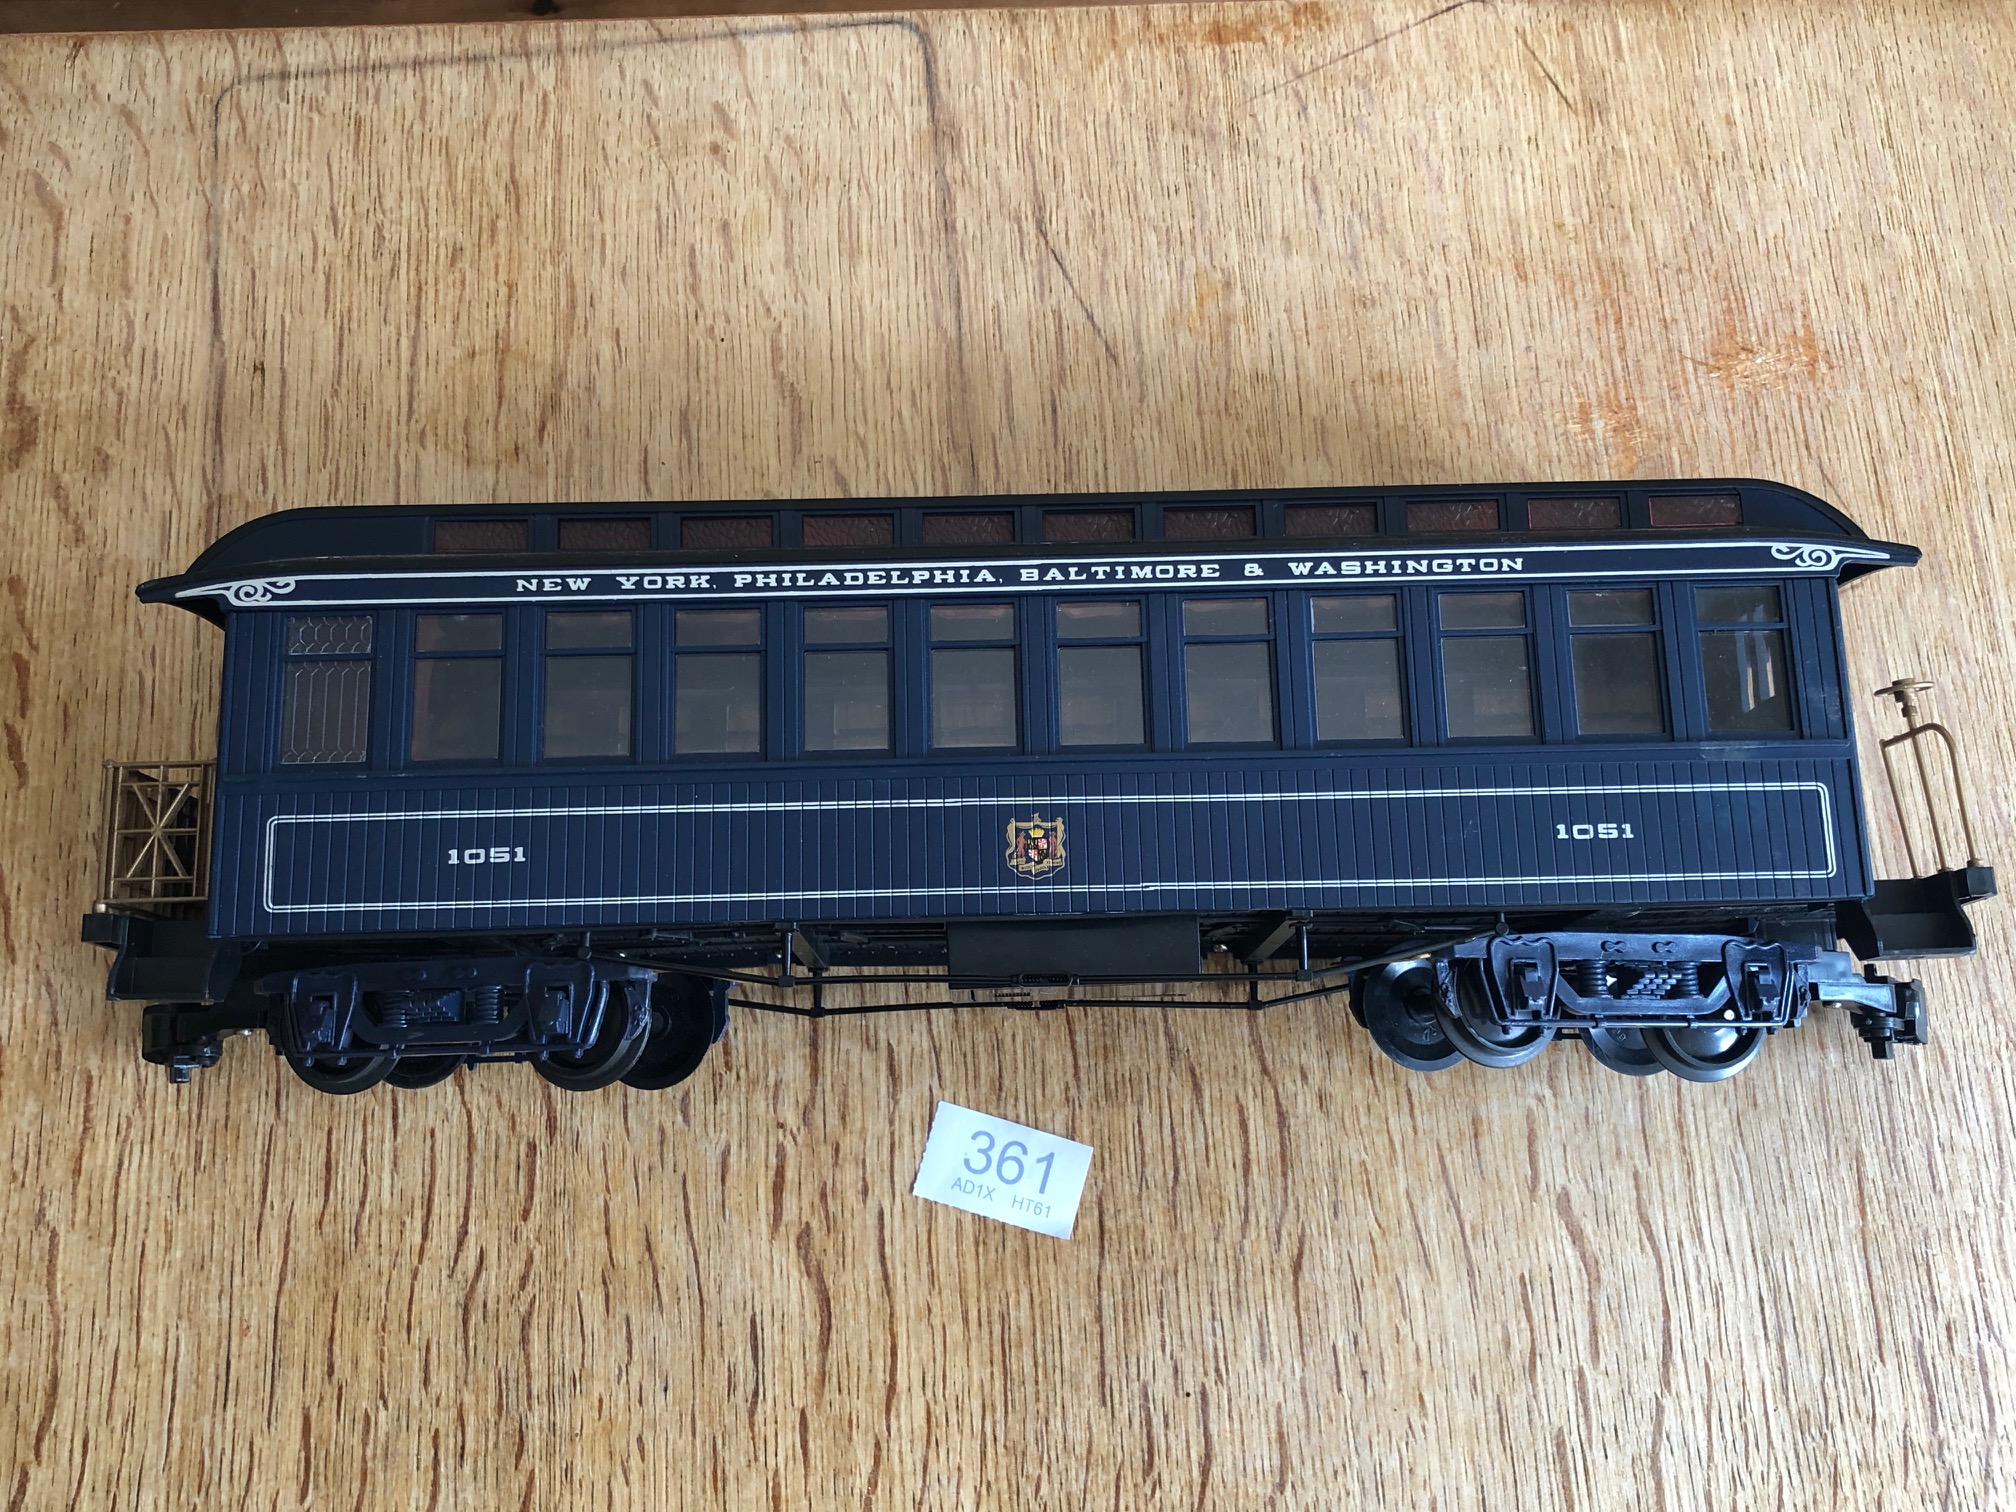 NEW YORK, PHILADELPHIA, BALTIMORE & WASHINGTON
1051
1051
361
AD1X HT61